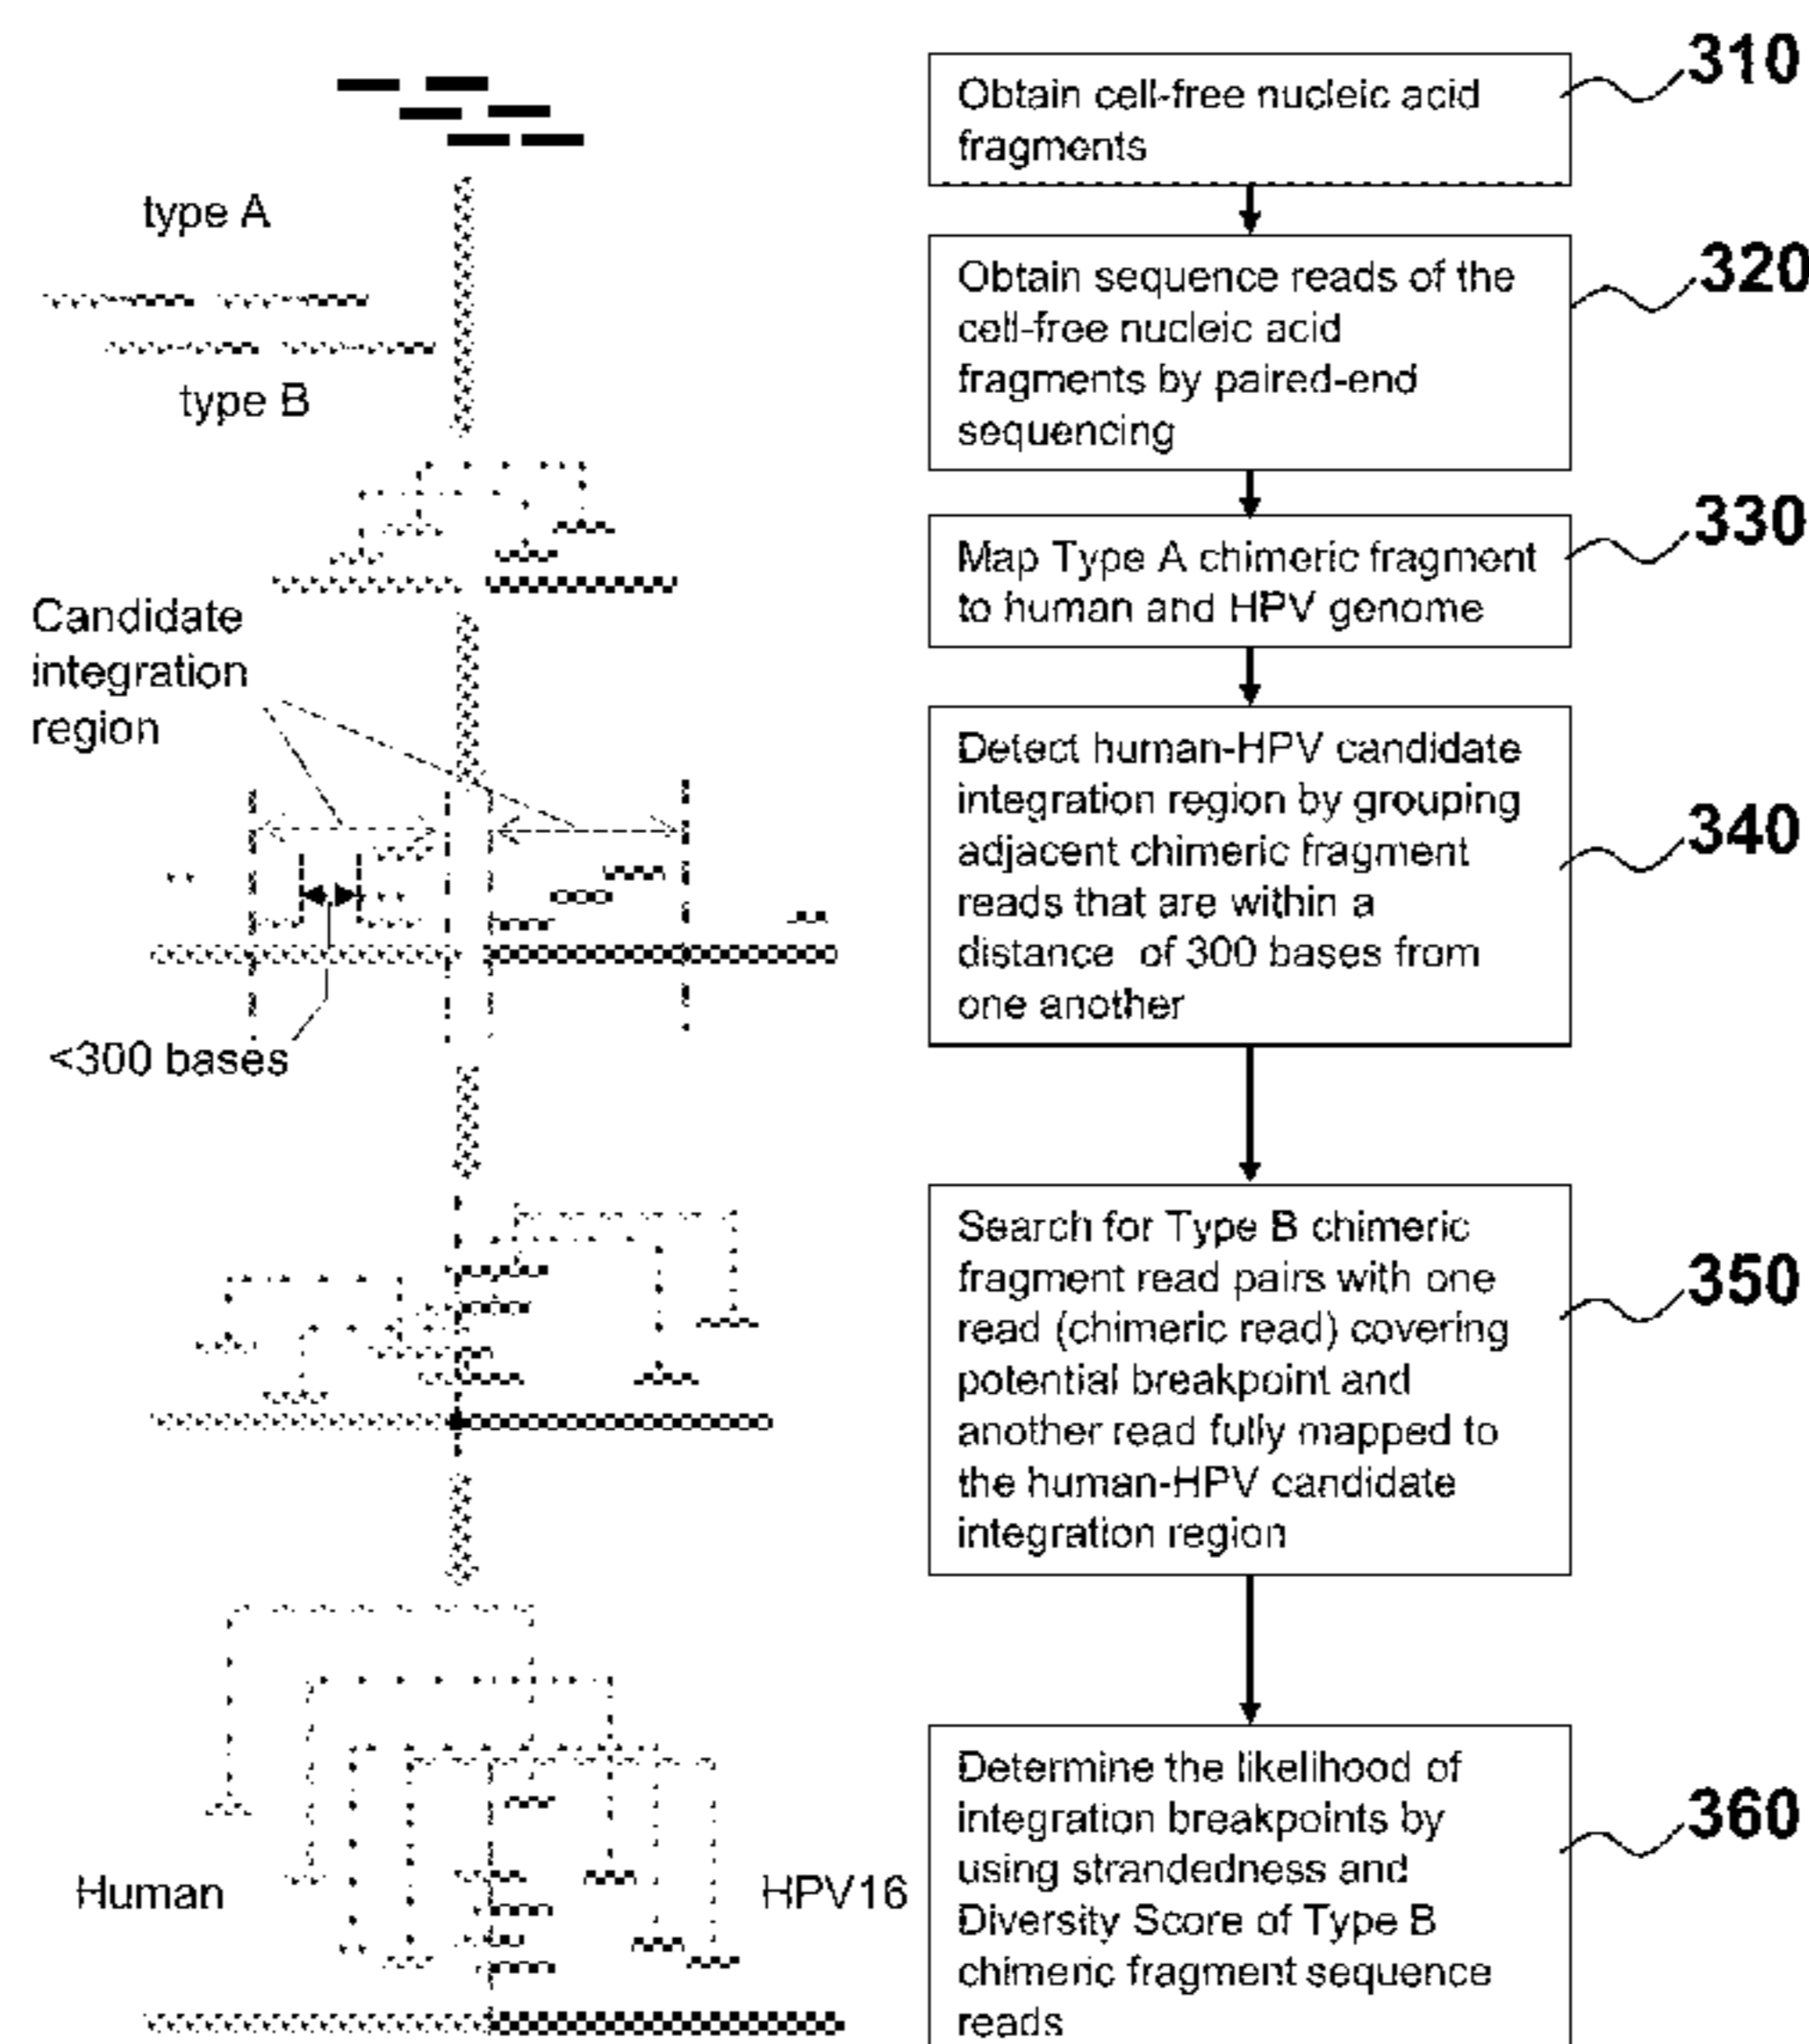 310
Obtain cell-free nucleic acid
fragments
type A
320
Obtain sequence reads of the
cell-free nucleic acid
fragments by paired-end
sequencing
type B
330
Map Type A chimeric fragment
to human and HPV genome
Candidate
integration
region
340
Detect human-HPV candidate
integration region by grouping
adjacent chimeric fragment
reads that are within a
distance of 300 bases from
one another
<300 bases
350
Search for Type B chimeric
fragment read pairs with one
read (chimeric read) covering
potential breakpoint and
another read fully mapped to
the human-HPV candidate
integration region
360
Determine the likelihood of
integration breakpoints by
using strandedness and
Diversity Score of Type B
chimeric fragment sequence
reads
Human
HPV16